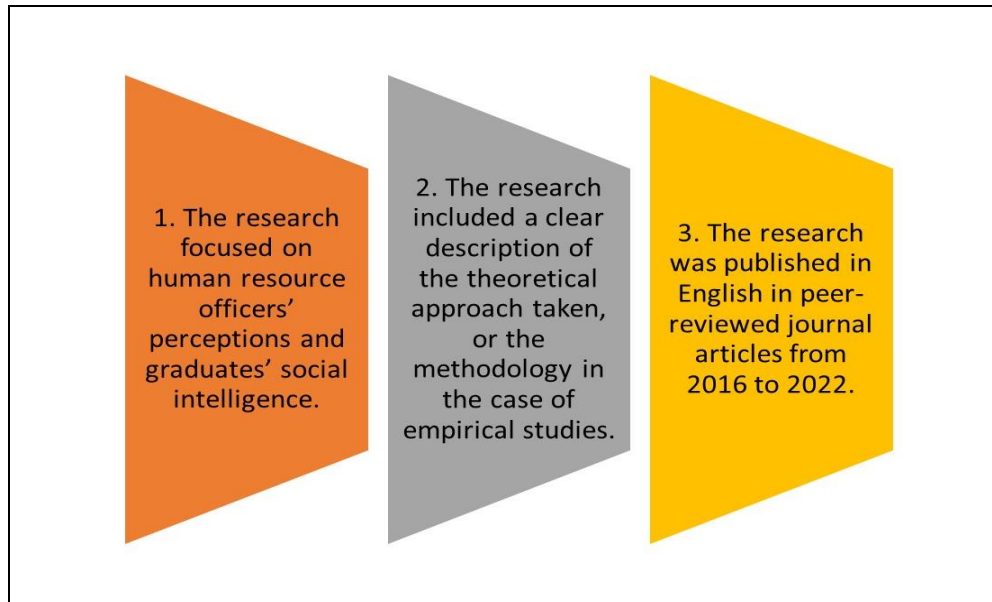 1. The research
focused on
human resource
officers’
perceptions and
graduates’ social
intelligence.
2. The research
included a clear
description of
the theoretical
approach taken,
or the
methodology in
the case of
empirical studies.
3. The research
was published in
English in peer-
reviewed journal
articles from
2016 to 2022.